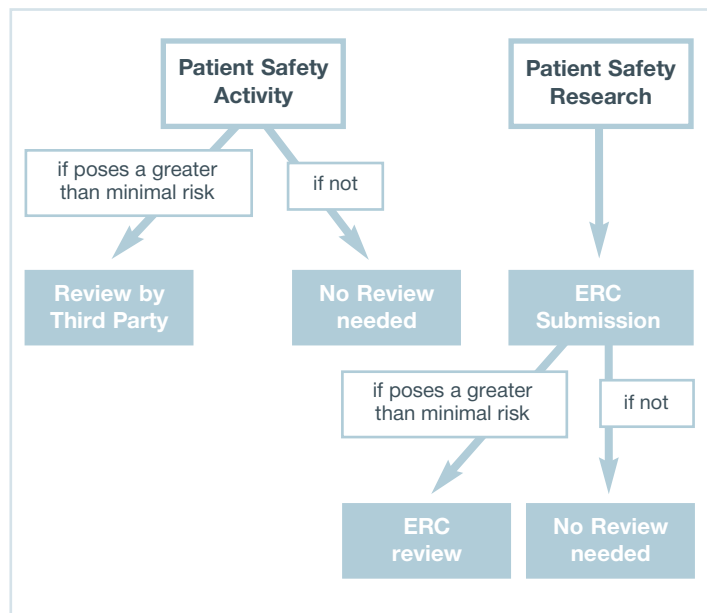 Patient Safety
Activity
Patient Safety
Research
if poses a greater
than minimal risk
if not
Review by
Third Party
No Review
needed
ERC
Submission
if poses a greater
than minimal risk
if not
ERC
review
No Review
needed